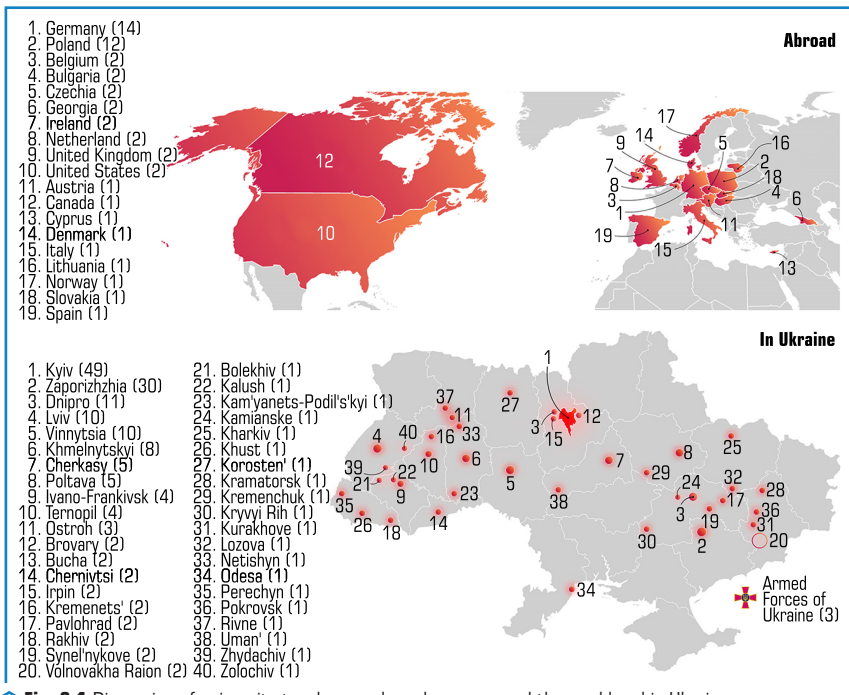 Abroad
1. Germany (14)
2. Poland (12)
3. Belgium (2)
4. Bulgaria (2)
5. Czechia (2)
6. Georgia (2)
7. Ireland (2)
8. Netherland (2)
9. United Kingdom (2)
10. United States (2)
11. Austria (1)
12. Canada (1)
13. Cyprus (1)
14. Denmark (1)
15. Italy (1)
16. Lithuania (1)
17. Norway (1)
18. Slovakia (1)
19. Spain (1)
12
10
17
14
9
5
16
7
2
8
18
3
4
1
6
11
19
15
13
In Ukraine
1. Kyiv (49)
2. Zaporizhzhia (30)
3. Dnipro (11)
4. Lviv (10)
5. Vinnytsia (10)
6. Khmelnytskyi (8)
7. Cherkasy (5)
8. Poltava (5)
9. Ivano-Frankivsk (4)
10. Ternopil (4)
11. Ostroh (3)
12. Brovary (2)
13. Bucha (2)
14. Chernivtsi (2)
15. Irpin (2)
16. Kremenets' (2)
17. Pavlohrad (2)
18. Rakhiv (2)
19. Synel'nykove (2)
20. Volnovakha Raion (2)
21. Bolekhiv (1)
22. Kalush (1)
23. Kam'yanets-Podil's'kyi (1)
24. Kamianske (1)
25. Kharkiv (1)
26. Khust (1)
27. Korosten' (1)
28. Kramatorsk (1)
29. Kremenchuk (1)
30. Kryvyi Rih (1)
31. Kurakhove (1)
32. Lozova (1)
33. Netishyn (1)
34. Odesa (1)
35. Perechyn (1)
36. Pokrovsk (1)
37. Rivne (1)
38. Uman' (1)
39. Zhydachiv (1)
40. Zolochiv (1)
1
37
27
11
12
3
33
15
16
25
4
40
10
6
7
8
39
5
29
22
21
9
24
32
28
35
23
38
3
17
26
18
14
19
36
31
30
2
20
34
Armed
Forces of
Ukraine (3)